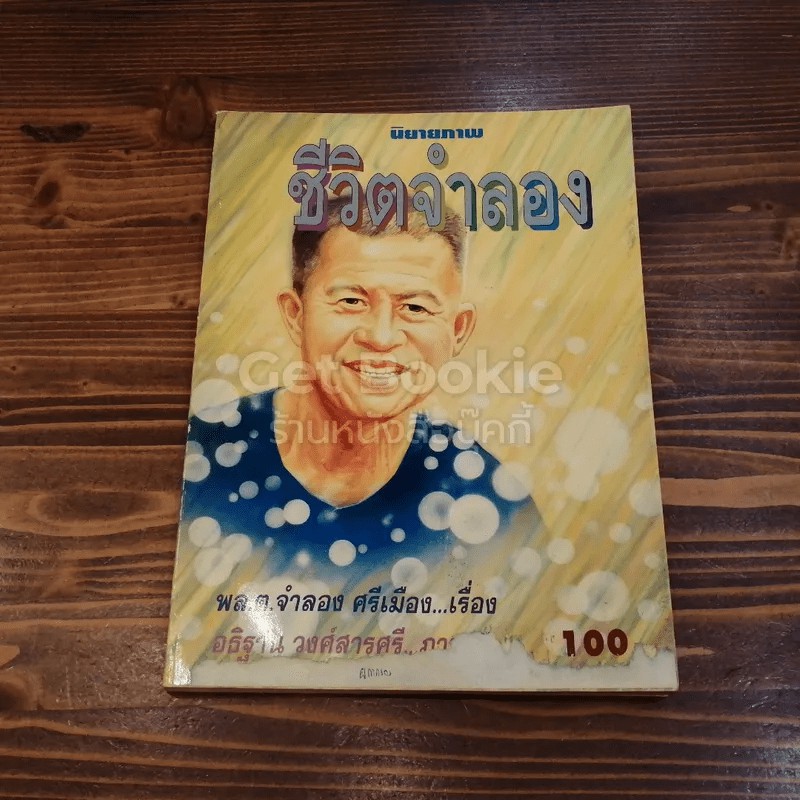 นิยายภาพ
ชีวิตจำลอง
Get Bookie
ร้านหนังสือบุ๊คกี้
พล.ต.จำลอง ศรีเมือง...เรื่อง
อธิฐาน วงศ์สารศรี..ภาพ
100